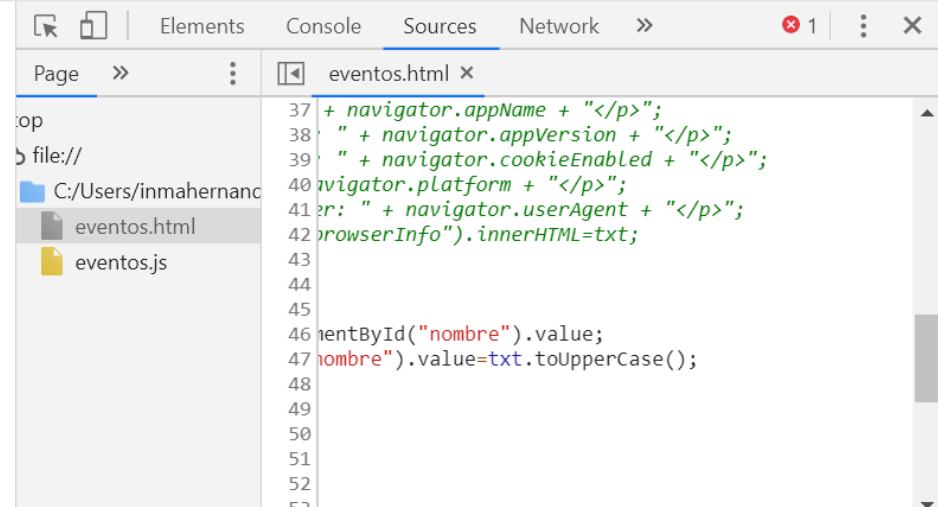 Elements Console Sources Network » 1
Page » eventos.html ×
top
file://
C:/Users/inmahernanc
eventos.html
eventos.js
37 + navigator.appName + "</p>";
38 " + navigator.appVersion + "</p>";
39 " + navigator.cookieEnabled + "</p>";
40 avigator.platform + "</p>";
41 er: " + navigator.userAgent + "</p>";
42 browserInfo").innerHTML=txt;
43
44
45
46 mentById("nombre").value;
47 nombre").value=txt.toUpperCase();
48
49
50
51
52
53